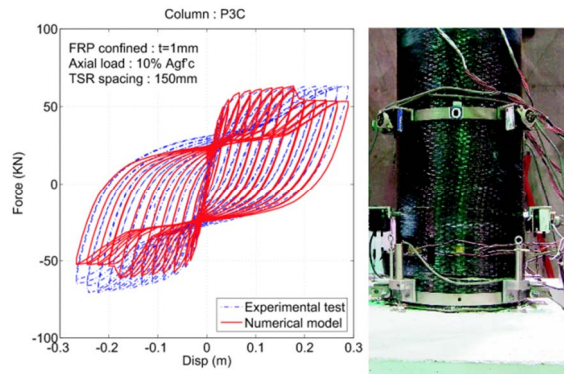 Column : P3C
FRP confined : t=1mm
Axial load : 10% Agf'c
TSR spacing : 150mm
100
50
0
-50
-100
Force (KN)
Experimental test
Numerical model
-0.3
-0.2
-0.1
0
0.1
0.2
0.3
Disp (m)